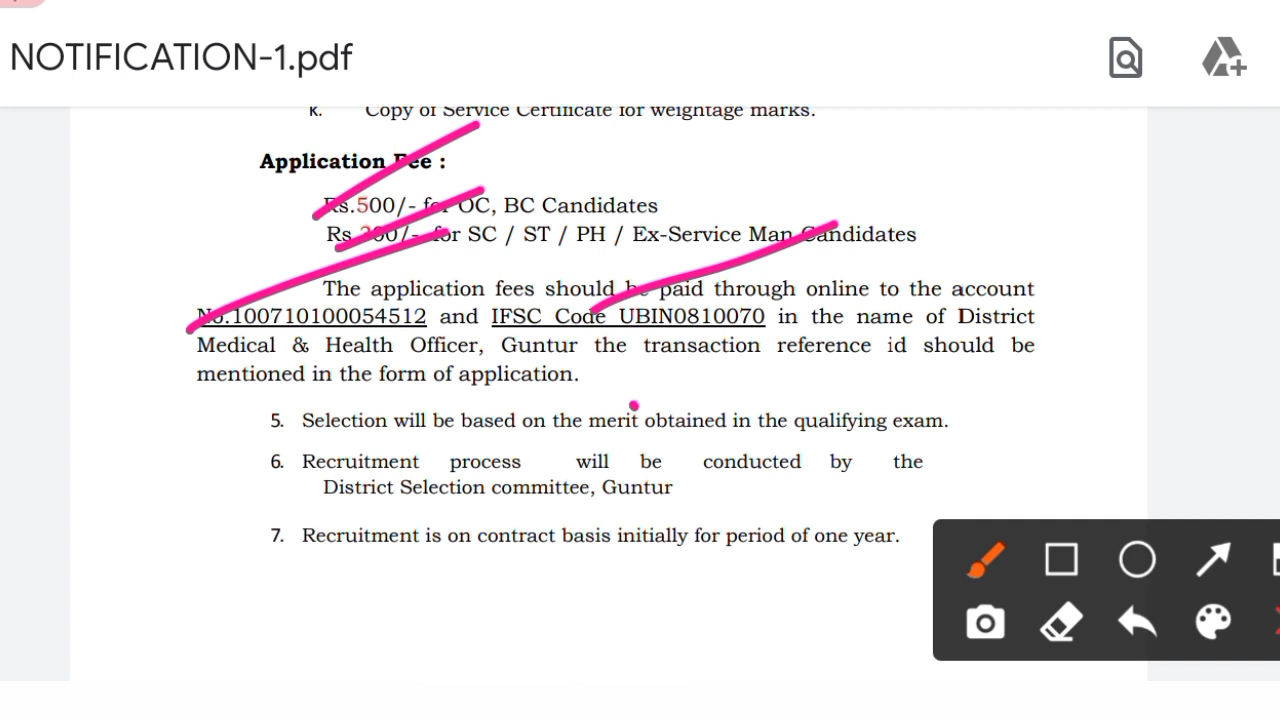 NOTIFICATION-1.pdf
k. Copy of Service Certificate for weightage marks.
Application Fee :
Rs.500/- for OC, BC Candidates
Rs. /- for SC / ST / PH / Ex-Service Man Candidates
The application fees should be paid through online to the account
No.100710100054512 and IFSC Code UBIN0810070 in the name of District
Medical & Health Officer, Guntur the transaction reference id should be
mentioned in the form of application.
5. Selection will be based on the merit obtained in the qualifying exam.
6. Recruitment process will be conducted by the
District Selection committee, Guntur
7. Recruitment is on contract basis initially for period of one year.